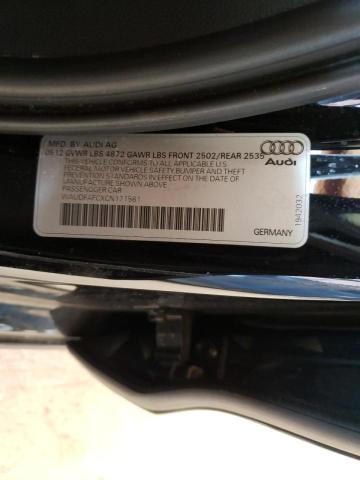 MFD. BY AUDI AG
05.12 GVWR LBS 4872 GAWR LBS FRONT 2502/REAR 2535
THIS VEHICLE CONFORMS TO ALL APPLICABLE U.S
FEDERAL MOTOR VEHICLE SAFETY,BUMPER AND THEFT
PREVENTION STANDARDS IN EFFECT ON THE DATE OF
MANUFACTURE SHOWN ABOVE
PASSENGER CAR
WAUDFAFCXCN171561
GERMANY
Audi
1942032